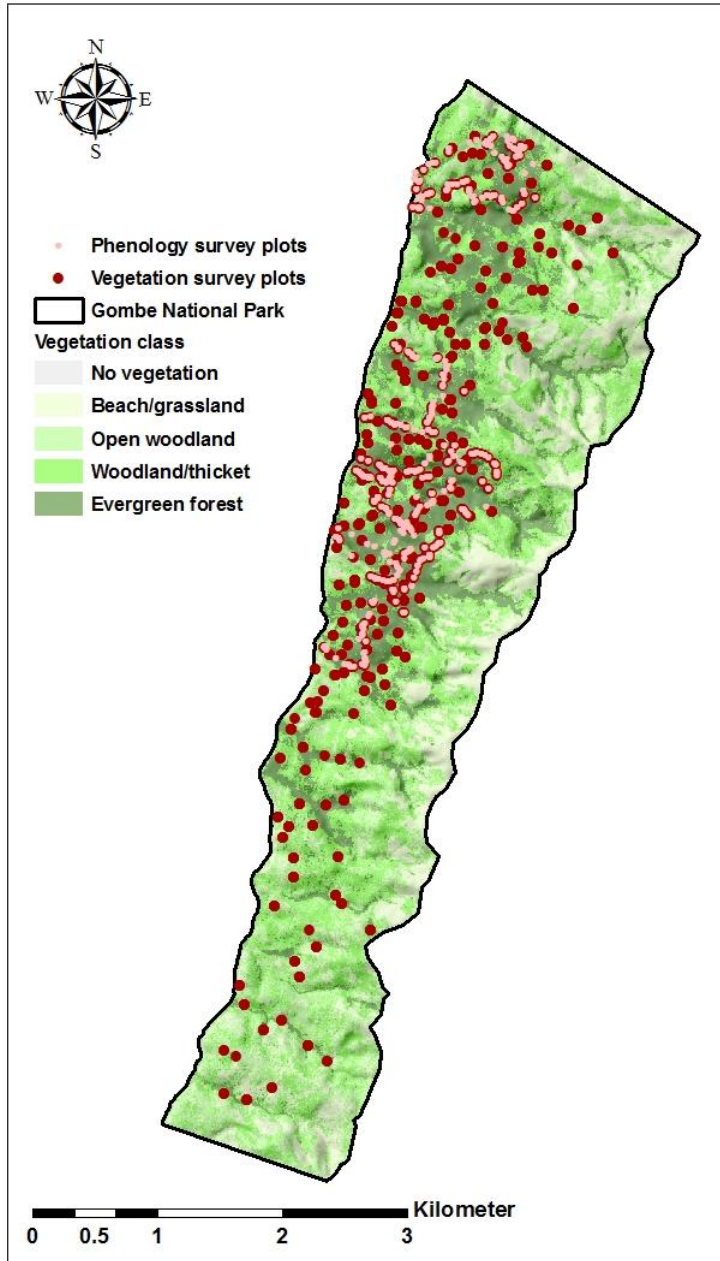 N
W E
S
Phenology survey plots
Vegetation survey plots
Gombe National Park
Vegetation class
No vegetation
Beach/grassland
Open woodland
Woodland/thicket
Evergreen forest
Kilometer
0 0.5 1 2 3